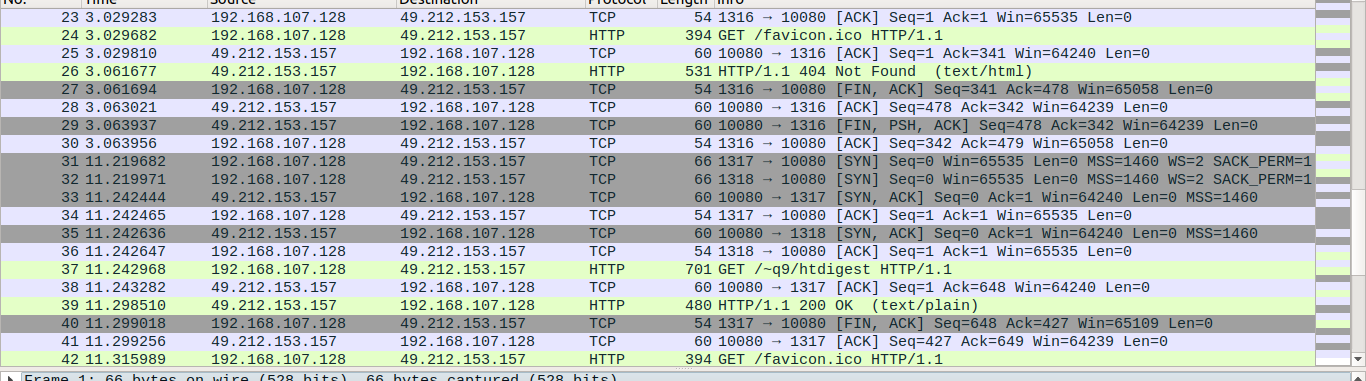 No. Time Source Destination Protocol Length Info
23 3.029283 192.168.107.128 49.212.153.157 TCP 54 1316 → 10080 [ACK] Seq=1 Ack=1 Win=65535 Len=0
24 3.029682 192.168.107.128 49.212.153.157 HTTP 394 GET /favicon.ico HTTP/1.1
25 3.029810 49.212.153.157 192.168.107.128 TCP 60 10080 → 1316 [ACK] Seq=1 Ack=341 Win=64240 Len=0
26 3.061677 49.212.153.157 192.168.107.128 HTTP 531 HTTP/1.1 404 Not Found (text/html)
27 3.061694 192.168.107.128 49.212.153.157 TCP 54 1316 → 10080 [FIN, ACK] Seq=341 Ack=478 Win=65058 Len=0
28 3.063021 49.212.153.157 192.168.107.128 TCP 60 10080 → 1316 [ACK] Seq=478 Ack=342 Win=64239 Len=0
29 3.063937 49.212.153.157 192.168.107.128 TCP 60 10080 → 1316 [FIN, PSH, ACK] Seq=478 Ack=342 Win=64239 Len=0
30 3.063956 192.168.107.128 49.212.153.157 TCP 54 1316 → 10080 [ACK] Seq=342 Ack=479 Win=65058 Len=0
31 11.219682 192.168.107.128 49.212.153.157 TCP 66 1317 → 10080 [SYN] Seq=0 Win=65535 Len=0 MSS=1460 WS=2 SACK_PERM=1
32 11.219971 192.168.107.128 49.212.153.157 TCP 66 1318 → 10080 [SYN] Seq=0 Win=65535 Len=0 MSS=1460 WS=2 SACK_PERM=1
33 11.242444 49.212.153.157 192.168.107.128 TCP 60 10080 → 1317 [SYN, ACK] Seq=0 Ack=1 Win=64240 Len=0 MSS=1460
34 11.242465 192.168.107.128 49.212.153.157 TCP 54 1317 → 10080 [ACK] Seq=1 Ack=1 Win=65535 Len=0
35 11.242636 49.212.153.157 192.168.107.128 TCP 60 10080 → 1318 [SYN, ACK] Seq=0 Ack=1 Win=64240 Len=0 MSS=1460
36 11.242647 192.168.107.128 49.212.153.157 TCP 54 1318 → 10080 [ACK] Seq=1 Ack=1 Win=65535 Len=0
37 11.242968 192.168.107.128 49.212.153.157 HTTP 701 GET /~q9/htdigest HTTP/1.1
38 11.243282 49.212.153.157 192.168.107.128 TCP 60 10080 → 1317 [ACK] Seq=1 Ack=648 Win=64240 Len=0
39 11.298510 49.212.153.157 192.168.107.128 HTTP 480 HTTP/1.1 200 OK (text/plain)
40 11.299018 192.168.107.128 49.212.153.157 TCP 54 1317 → 10080 [FIN, ACK] Seq=648 Ack=427 Win=65109 Len=0
41 11.299256 49.212.153.157 192.168.107.128 TCP 60 10080 → 1317 [ACK] Seq=427 Ack=649 Win=64239 Len=0
42 11.315989 192.168.107.128 49.212.153.157 HTTP 394 GET /favicon.ico HTTP/1.1
Frame 1: 66 bytes on wire (528 bits), 66 bytes captured (528 bits)